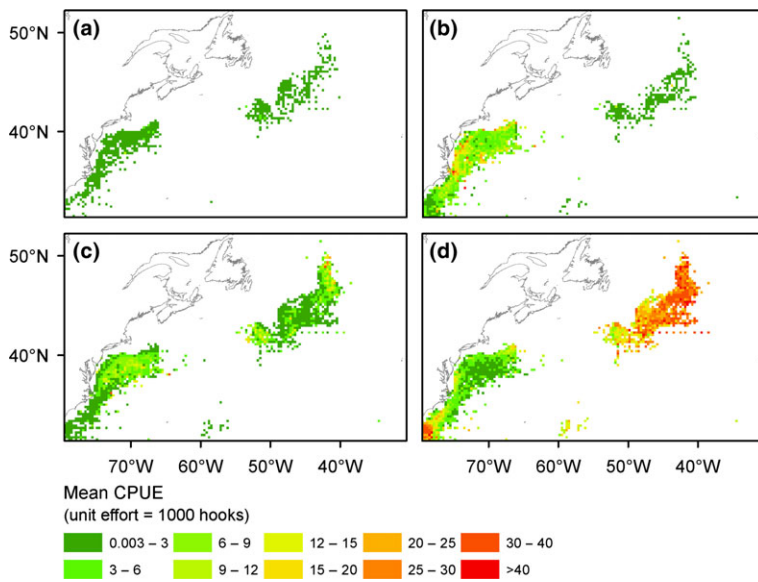 (a)
(b)
50°N
40°N
(c)
(d)
50°N
40°N
70°W 60°W 50°W 40°W 70°W 60°W 50°W 40°W
Mean CPUE
(unit effort = 1000 hooks)
0.003 – 3 6 – 9 12 – 15 20 – 25 30 – 40
3 – 6 9 – 12 15 – 20 25 – 30 >40